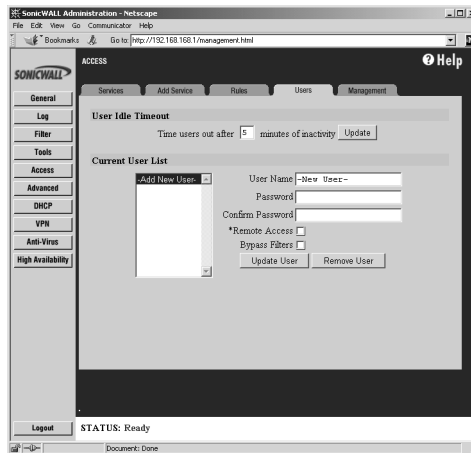 SonicWALL Administration - Netscape
File Edit View Go Communicator Help
Bookmarks Go to: http://192.168.168.1/management.html
SONICWALL
ACCESS
Help
Services Add Service Rules Users Management
General
Log
Filter
Tools
Access
Advanced
DHCP
VPN
Anti-Virus
High Availability
User Idle Timeout
Time users out after 5 minutes of inactivity Update
Current User List
-Add New User-
User Name -New User-
Password
Confirm Password
*Remote Access
Bypass Filters
Update User Remove User
Logout
STATUS: Ready
Document: Done